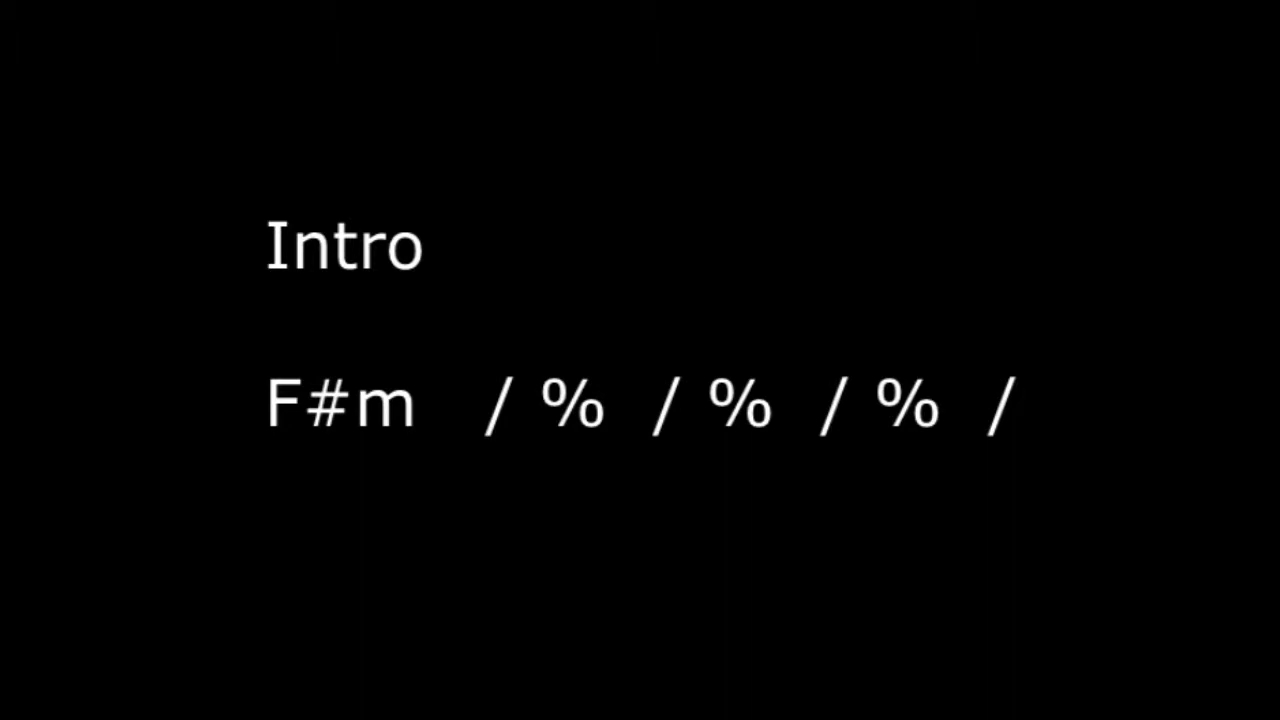 Intro
F#m / % / % / % /